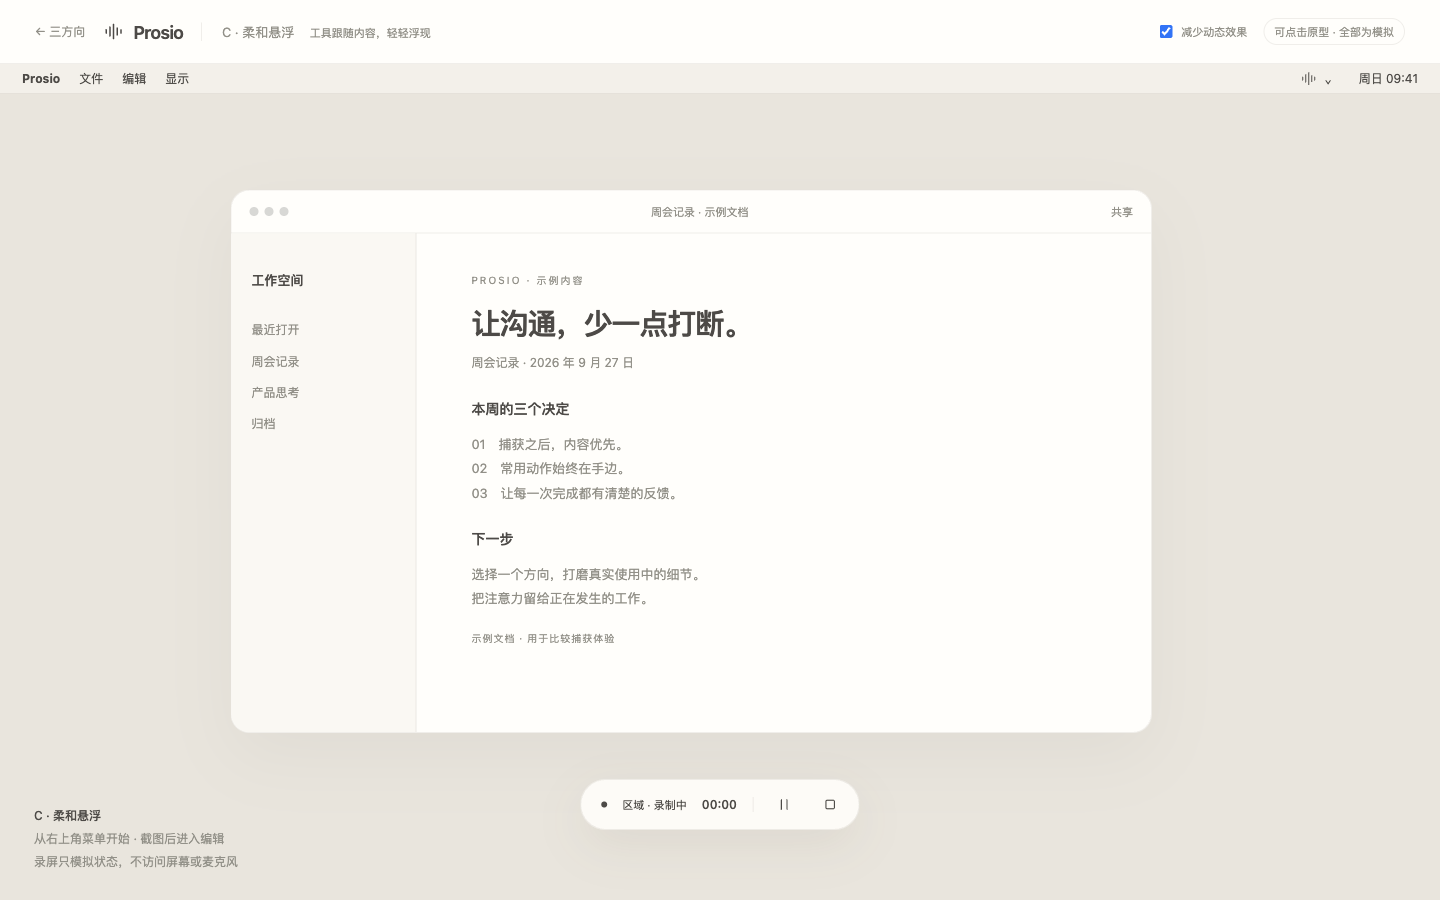 ← 三方向 Prosio C · 柔和悬浮 工具跟随内容，轻轻浮现 减少动态效果 可点击原型 · 全部为模拟
Prosio 文件 编辑 显示 周日 09:41
周会记录 · 示例文档 共享
工作空间
最近打开
周会记录
产品思考
归档
PROSIO · 示例内容
让沟通，少一点打断。
周会记录 · 2026 年 9 月 27 日
本周的三个决定
01 捕获之后，内容优先。
02 常用动作始终在手边。
03 让每一次完成都有清楚的反馈。
下一步
选择一个方向，打磨真实使用中的细节。
把注意力留给正在发生的工作。
示例文档 · 用于比较捕获体验
区域 · 录制中 00:00
C · 柔和悬浮
从右上角菜单开始 · 截图后进入编辑
录屏只模拟状态，不访问屏幕或麦克风